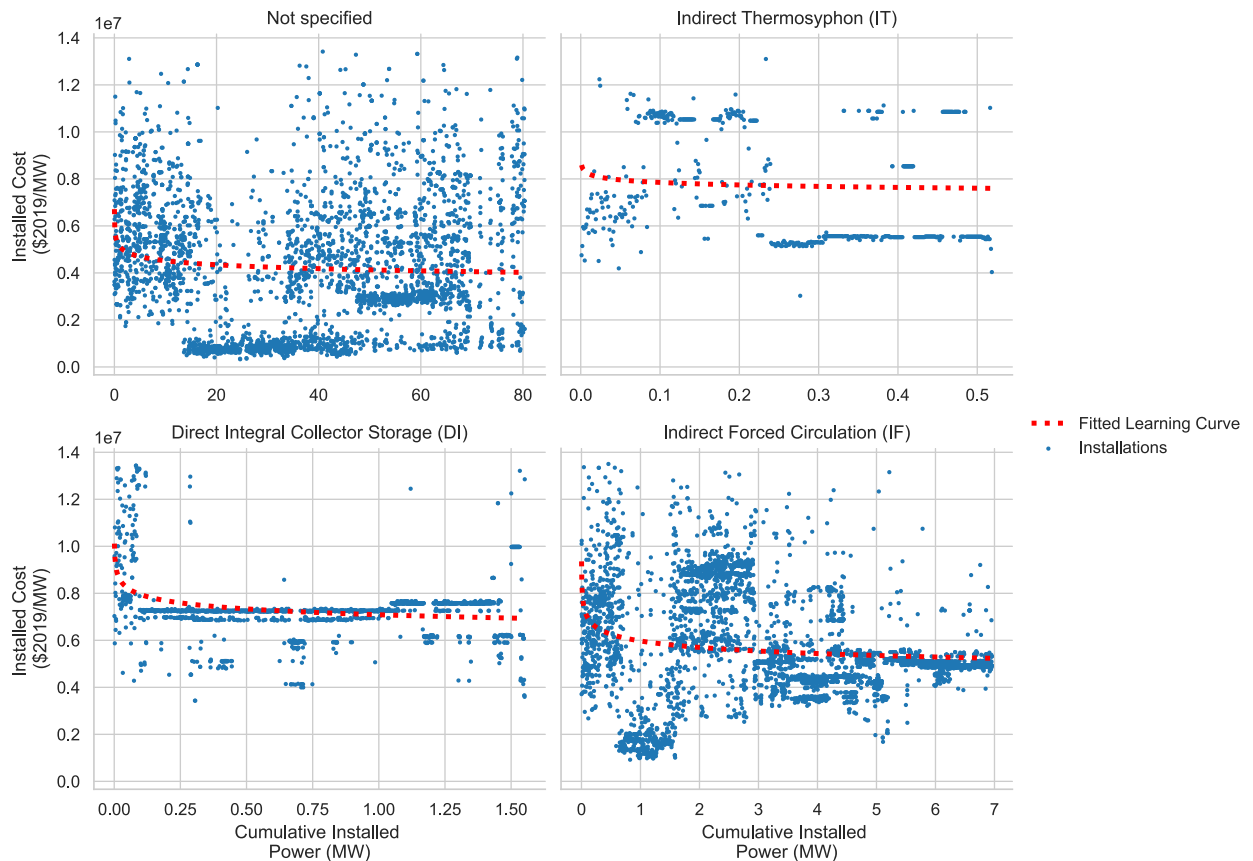 Not specified
Indirect Thermosyphon (IT)
1e7
Installed Cost
($2019/MW)
1.4
1.2
1.0
0.8
0.6
0.4
0.2
0.0
0 20 40 60 80
0.0 0.1 0.2 0.3 0.4 0.5
Direct Integral Collector Storage (DI)
Indirect Forced Circulation (IF)
1e7
Installed Cost
($2019/MW)
1.4
1.2
1.0
0.8
0.6
0.4
0.2
0.0
0.00 0.25 0.50 0.75 1.00 1.25 1.50
0 1 2 3 4 5 6 7
Cumulative Installed
Power (MW)
Cumulative Installed
Power (MW)
Fitted Learning Curve
Installations